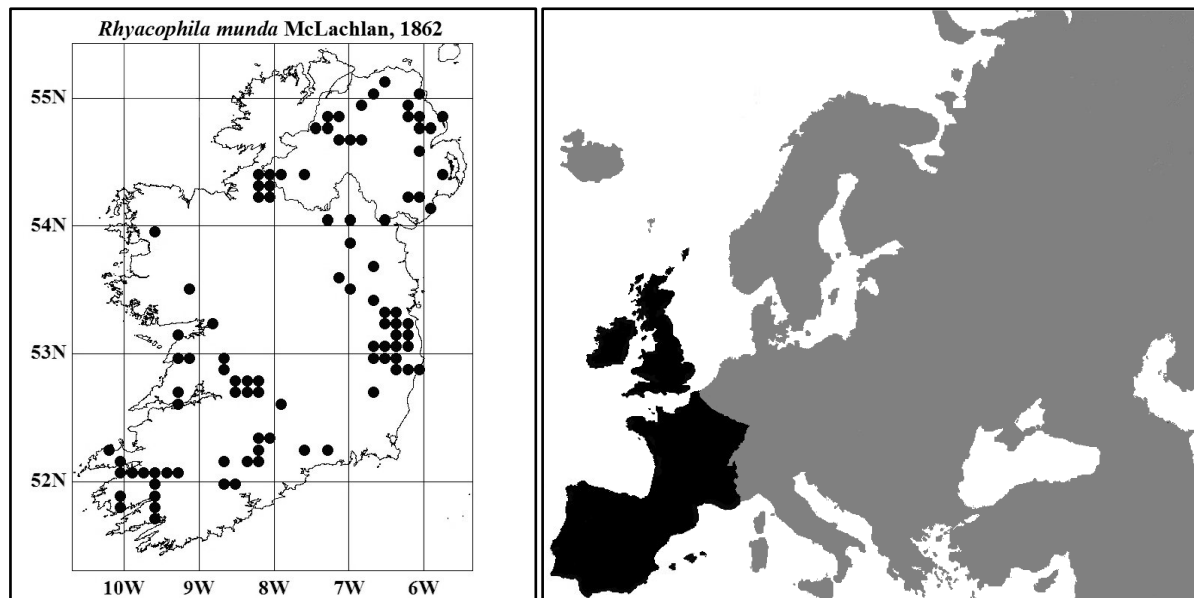 Rhyacophila munda McLachlan, 1862
55N
54N
53N
52N
10W 9W 8W 7W 6W